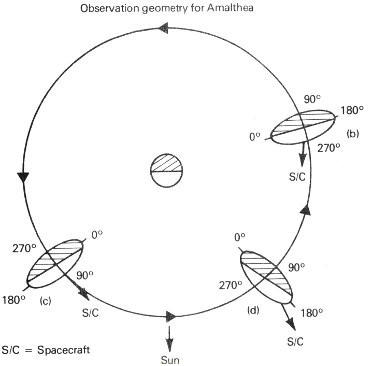 Observation geometry for Amalthea
90°
180°
0°
(b)
270°
S/C
0°
270°
90°
180°
(c)
S/C
0°
90°
270°
(d)
180°
S/C
S/C = Spacecraft
Sun